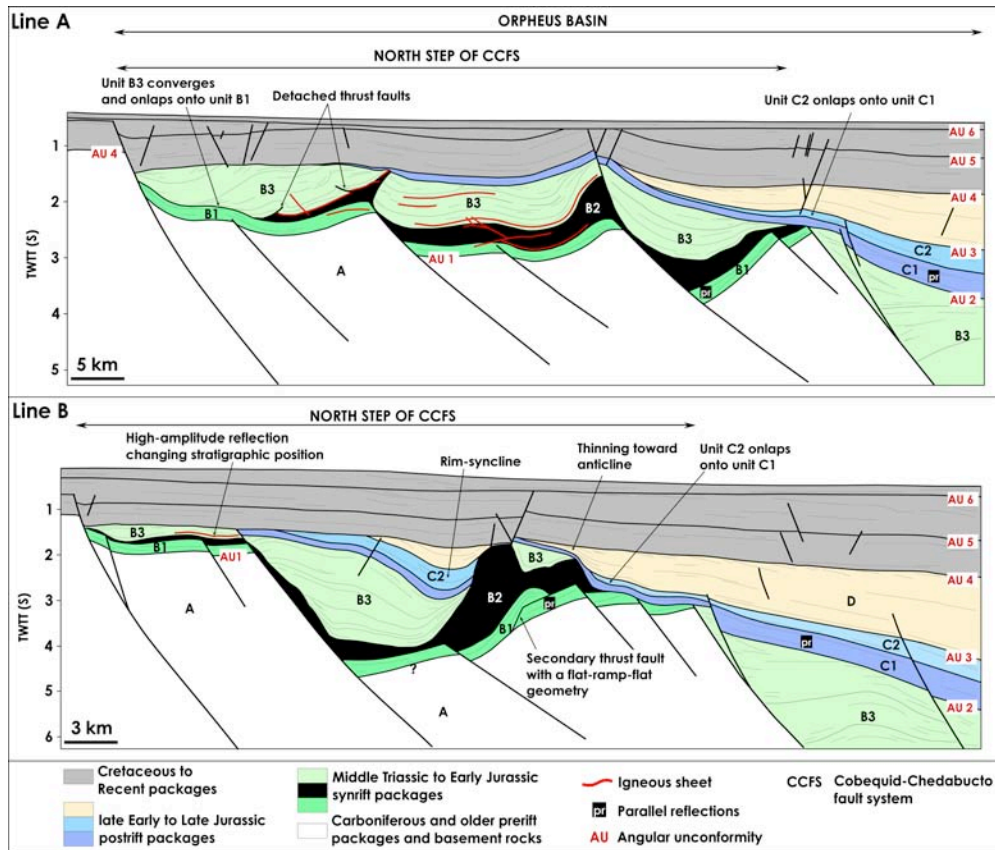 Line A
ORPHEUS BASIN
NORTH STEP OF CCFS
Unit B3 converges
and onlaps onto unit B1
Detached thrust faults
Unit C2 onlaps onto unit C1
AU 6
1
AU 4
AU 5
B3
AU 4
2
B1
B3
B2
TWTT (S)
B3
C2
AU 3
3
AU 1
A
B1
C1
pr
pr
AU 2
4
B3
5
5 km
Line B
NORTH STEP OF CCFS
High-amplitude reflection
changing stratigraphic position
Rim-syncline
Thinning toward
anticline
Unit C2 onlaps
onto unit C1
AU 6
1
B3
AU 5
B1
AU1
2
C2
B3
AU 4
TWTT (S)
3
B3
B2
pr
D
B1
pr
C2
4
AU 3
?
Secondary thrust fault
with a flat-ramp-flat
geometry
C1
5
A
AU 2
B3
6
3 km
Cretaceous to
Recent packages
late Early to Late Jurassic
postrift packages
Middle Triassic to Early Jurassic
synrift packages
Carboniferous and older prerift
packages and basement rocks
Igneous sheet
pr Parallel reflections
AU Angular unconformity
CCFS Cobequid-Chedabucto
fault system